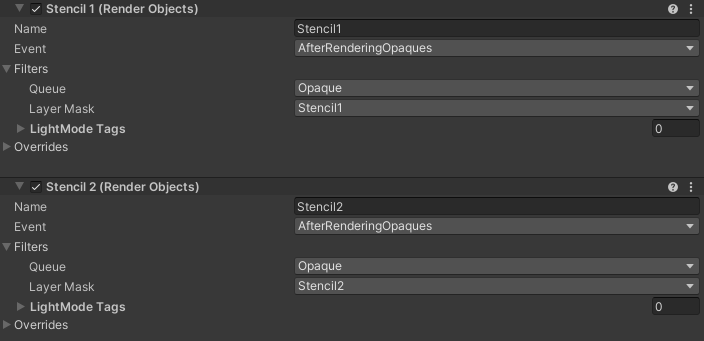 Stencil 1 (Render Objects)
Name Stencil1
Event AfterRenderingOpaques
Filters
Queue Opaque
Layer Mask Stencil1
LightMode Tags 0
Overrides
Stencil 2 (Render Objects)
Name Stencil2
Event AfterRenderingOpaques
Filters
Queue Opaque
Layer Mask Stencil2
LightMode Tags 0
Overrides